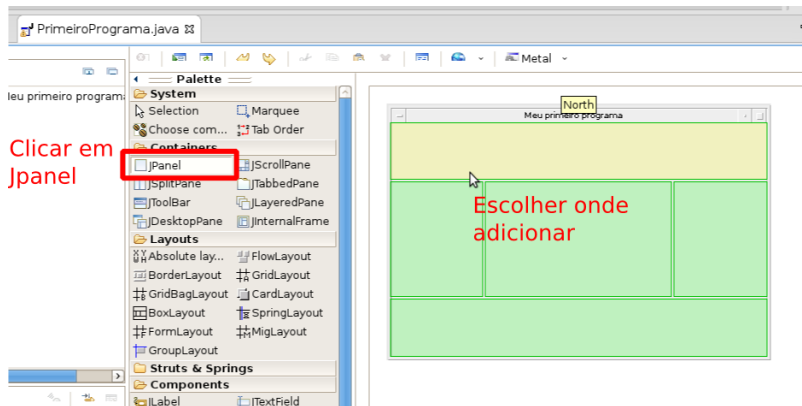 PrimeiroPrograma.java
Metal
Palette
System
Selection Marquee
Choose com... Tab Order
Containers
JPanel JScrollPane
JSplitPane JTabbedPane
JToolBar JLayeredPane
JDesktopPane JInternalFrame
Layouts
Absolute lay... FlowLayout
BorderLayout GridLayout
GridBagLayout CardLayout
BoxLayout SpringLayout
FormLayout MigLayout
GroupLayout
Struts & Springs
Components
JLabel JTextField
leu primeiro program
Clicar em
Jpanel
North
Meu primeiro programa
Escolher onde
adicionar